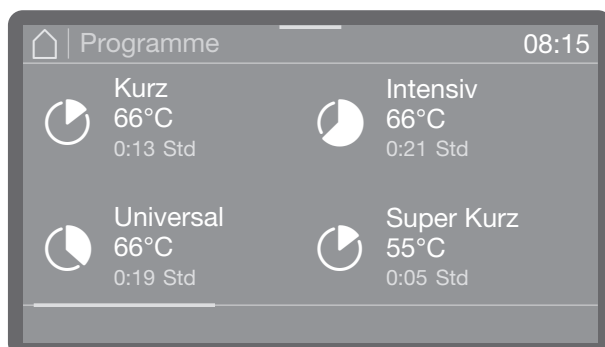 Programme 08:15
Kurz
66°C
0:13 Std
Intensiv
66°C
0:21 Std
Universal
66°C
0:19 Std
Super Kurz
55°C
0:05 Std